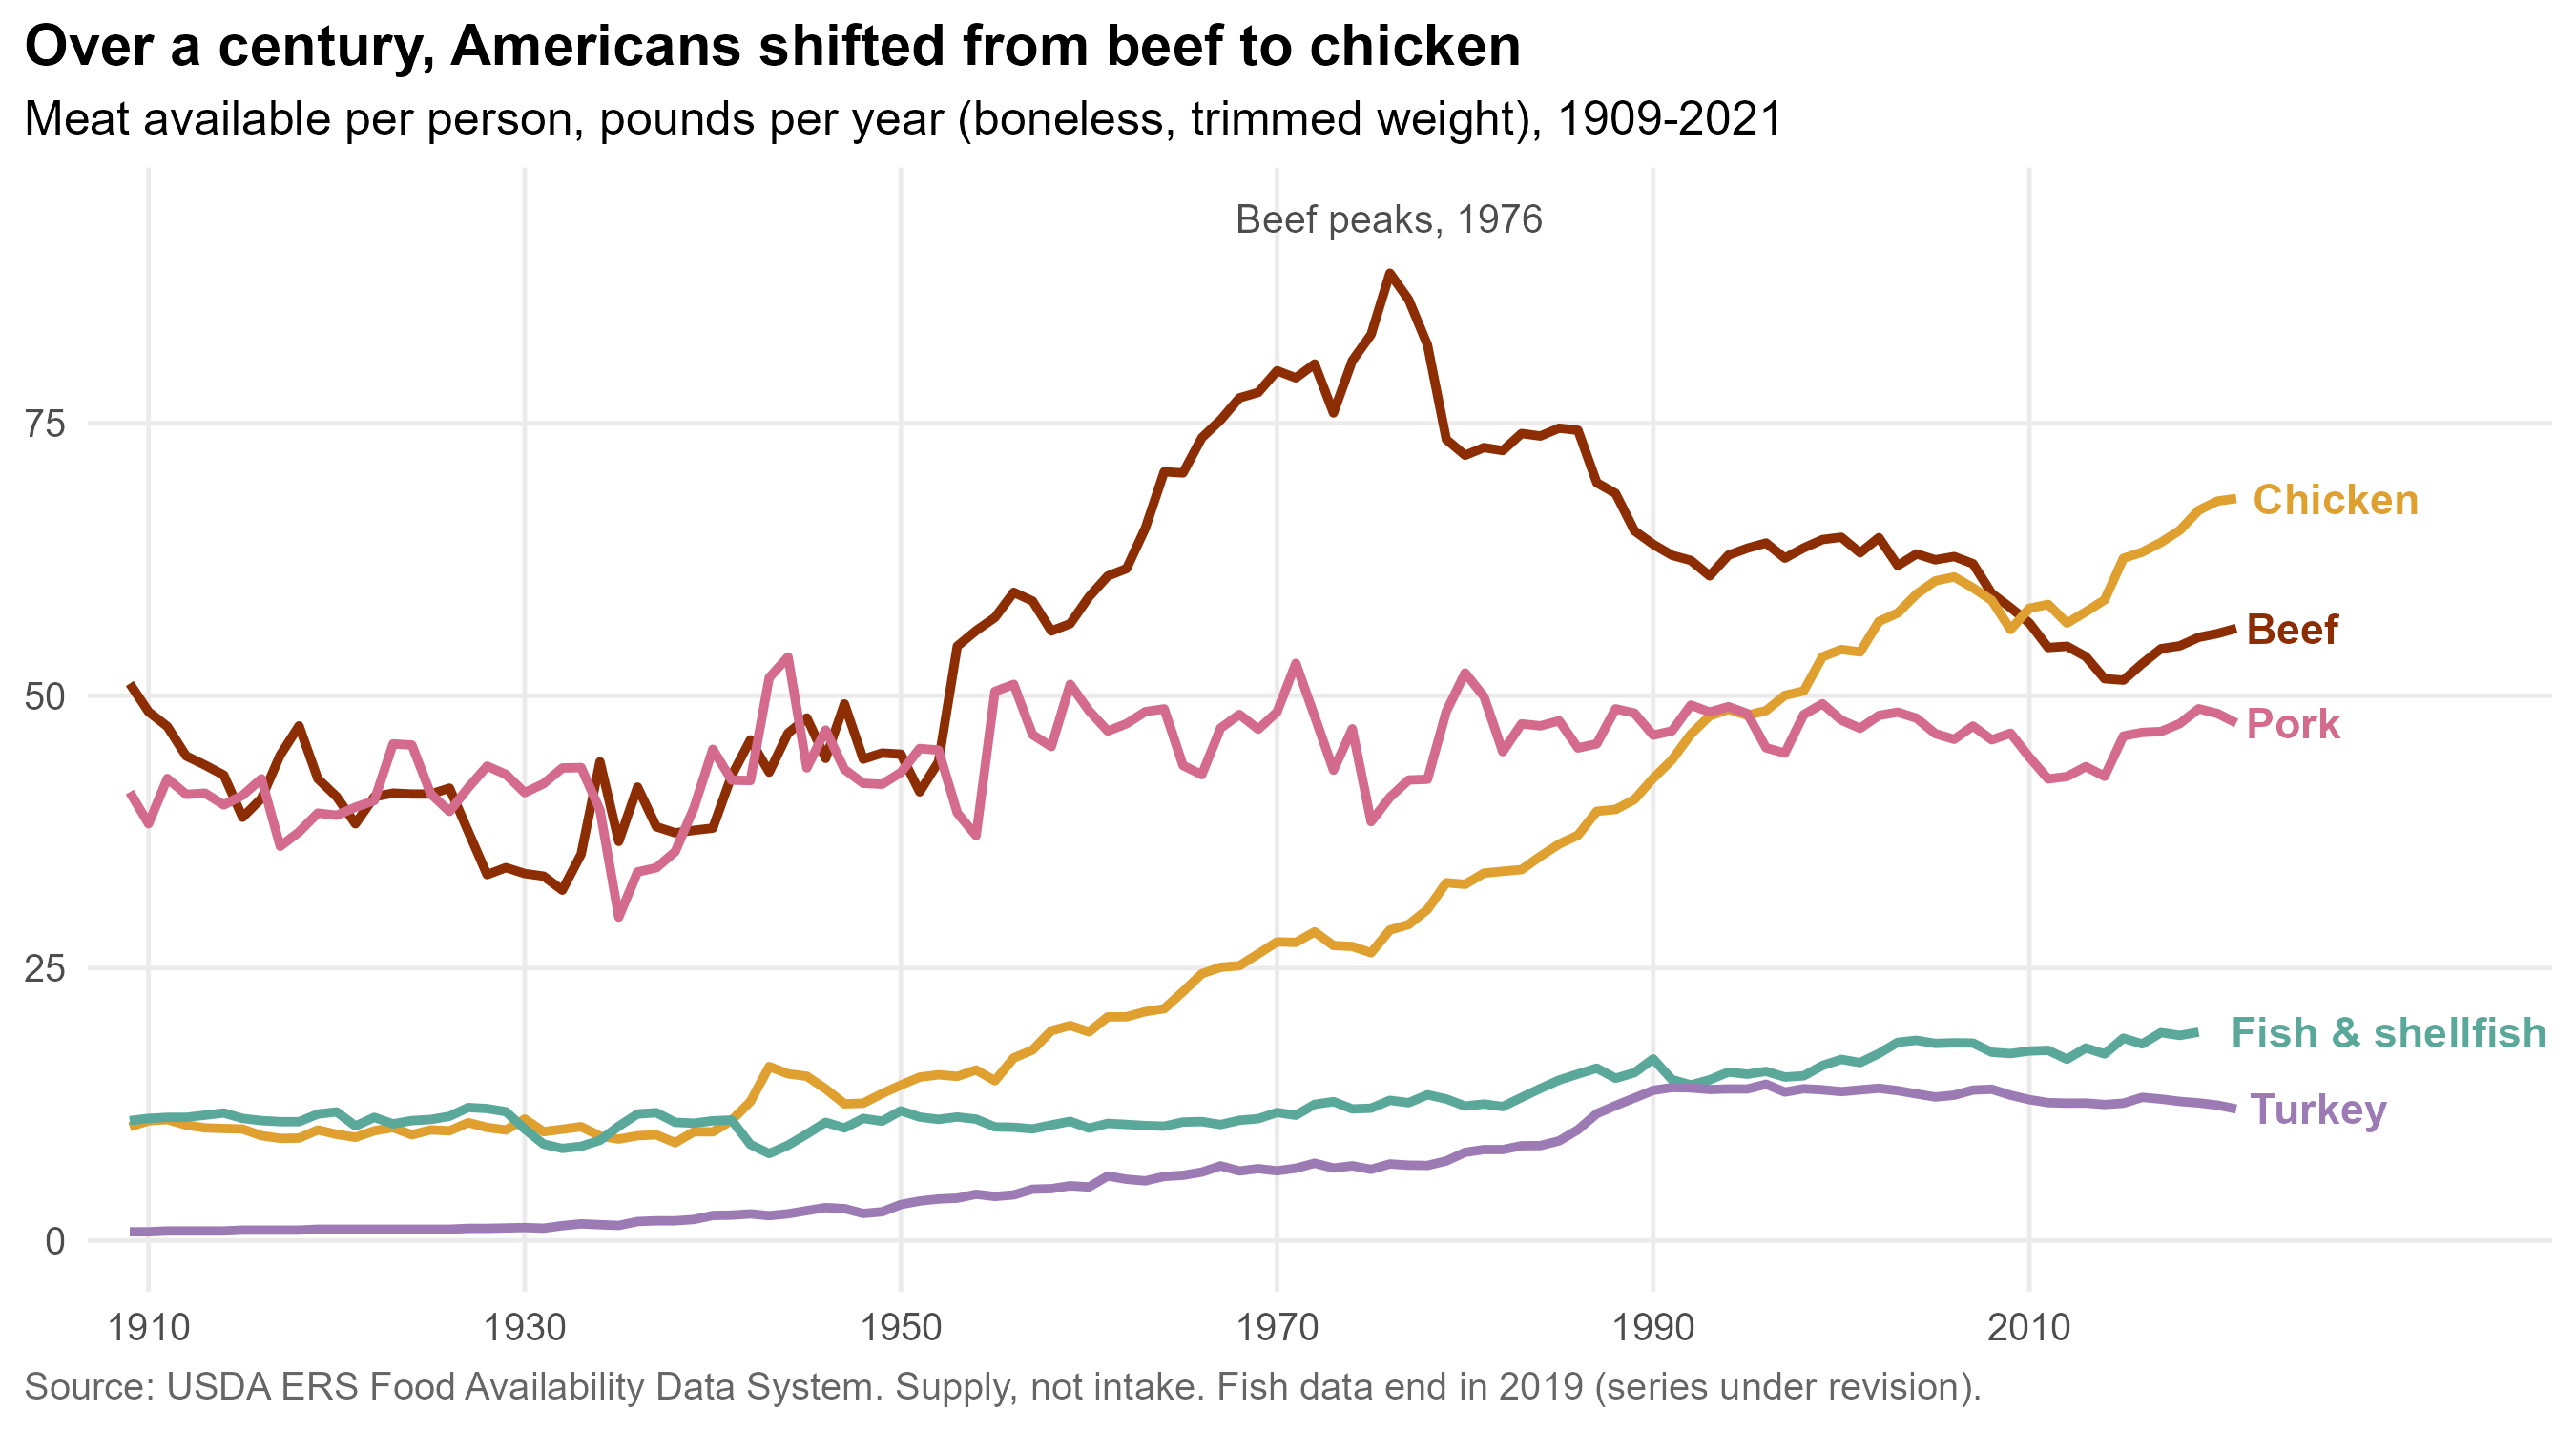 Over a century, Americans shifted from beef to chicken
Meat available per person, pounds per year (boneless, trimmed weight), 1909-2021
Beef peaks, 1976
75
Chicken
Beef
50
Pork
25
Fish & shellfish
Turkey
0
1910 1930 1950 1970 1990 2010
Source: USDA ERS Food Availability Data System. Supply, not intake. Fish data end in 2019 (series under revision).